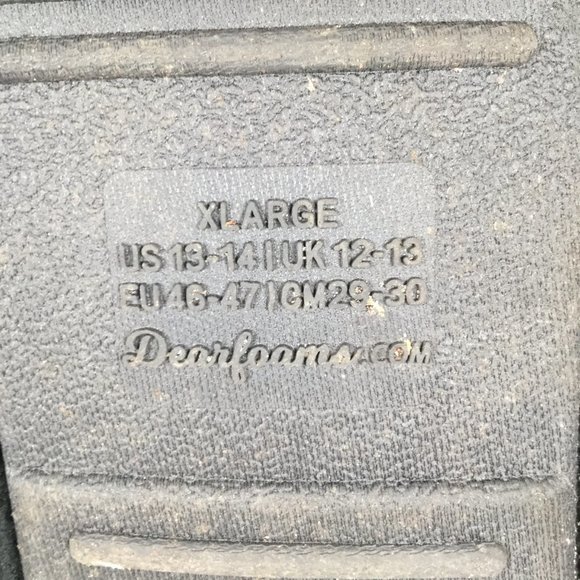 XLARGE
US 13-14 | UK 12-13
EU 46-47 | CM 29-30
Dearfoams.COM